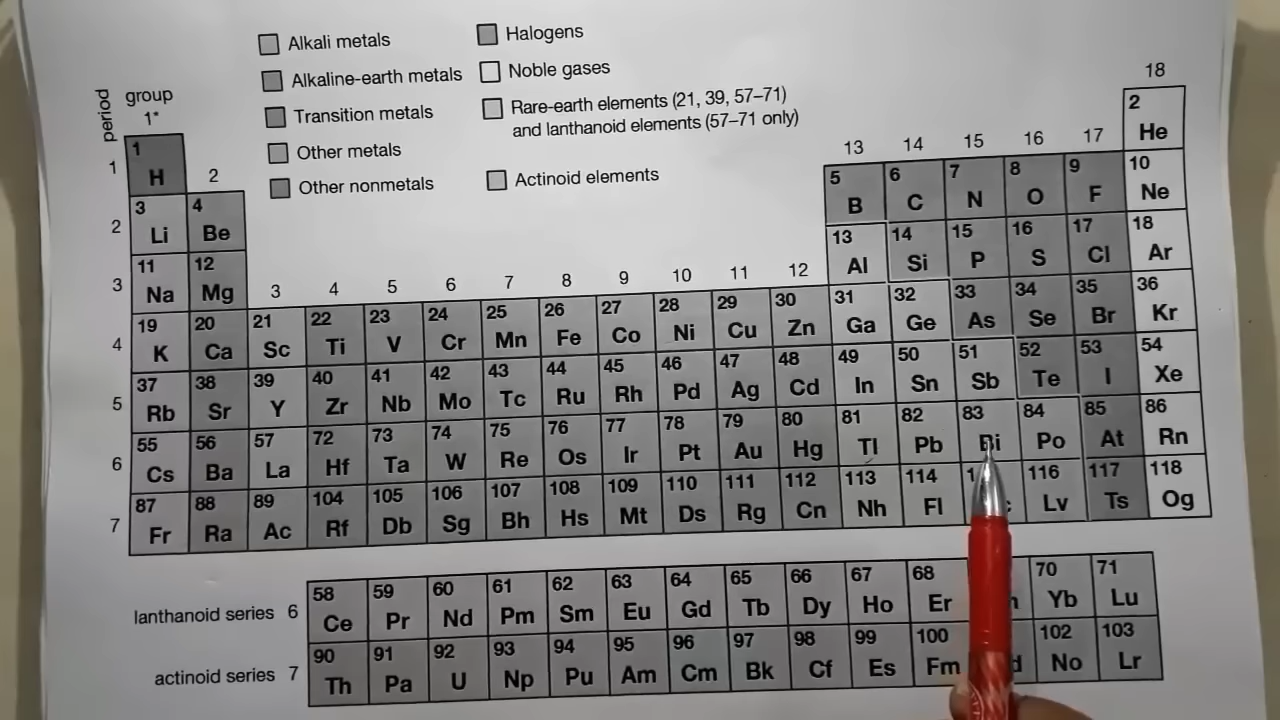 Alkali metals
Halogens
Alkaline-earth metals
Noble gases
Transition metals
Rare-earth elements (21, 39, 57–71)
and lanthanoid elements (57–71 only)
Other metals
Other nonmetals
Actinoid elements
period
group
1* 18
1 2
1 H He
2 13 14 15 16 17
3 4 5 6 7 8 9 10
2 Li Be B C N O F Ne
11 12 13 14 15 16 17 18
3 Na Mg Al Si P S Cl Ar
3 4 5 6 7 8 9 10 11 12
19 20 21 22 23 24 25 26 27 28 29 30 31 32 33 34 35 36
4 K Ca Sc Ti V Cr Mn Fe Co Ni Cu Zn Ga Ge As Se Br Kr
37 38 39 40 41 42 43 44 45 46 47 48 49 50 51 52 53 54
5 Rb Sr Y Zr Nb Mo Tc Ru Rh Pd Ag Cd In Sn Sb Te I Xe
55 56 57 72 73 74 75 76 77 78 79 80 81 82 83 84 85 86
6 Cs Ba La Hf Ta W Re Os Ir Pt Au Hg Tl Pb Bi Po At Rn
87 88 89 104 105 106 107 108 109 110 111 112 113 114 116 117 118
7 Fr Ra Ac Rf Db Sg Bh Hs Mt Ds Rg Cn Nh Fl Lv Ts Og
58 59 60 61 62 63 64 65 66 67 68 70 71
lanthanoid series 6 Ce Pr Nd Pm Sm Eu Gd Tb Dy Ho Er Yb Lu
90 91 92 93 94 95 96 97 98 99 100 102 103
actinoid series 7 Th Pa U Np Pu Am Cm Bk Cf Es Fm No Lr